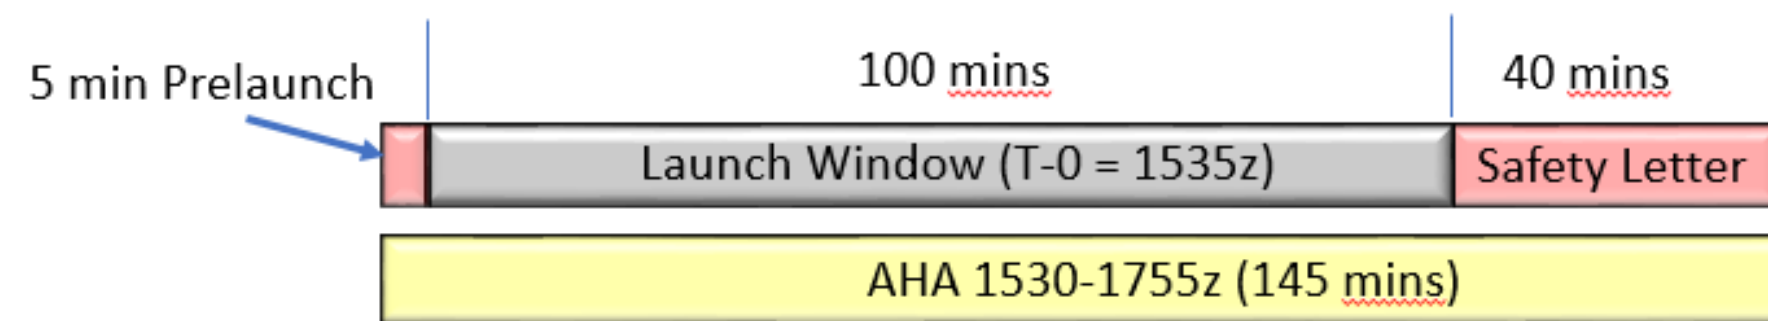 5 min Prelaunch
100 mins
40 mins
Launch Window (T-0 = 1535z)
Safety Letter
AHA 1530-1755z (145 mins)